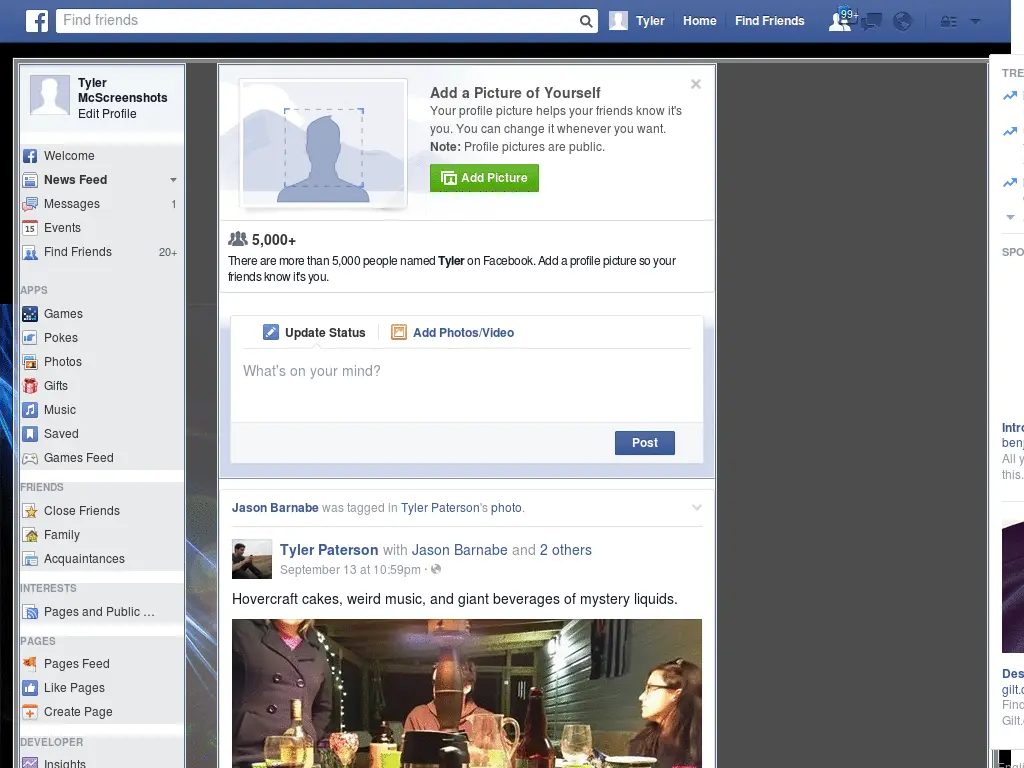 Find friends
Tyler
Home
Find Friends
99+
Tyler
McScreenshots
Edit Profile
Welcome
News Feed
Messages 1
15 Events
Find Friends 20+
APPS
Games
Pokes
Photos
Gifts
Music
Saved
Games Feed
FRIENDS
Close Friends
Family
Acquaintances
INTERESTS
Pages and Public ...
PAGES
Pages Feed
Like Pages
Create Page
DEVELOPER
Insights
Add a Picture of Yourself
Your profile picture helps your friends know it's
you. You can change it whenever you want.
Note: Profile pictures are public.
Add Picture
5,000+
There are more than 5,000 people named Tyler on Facebook. Add a profile picture so your
friends know it's you.
Update Status
Add Photos/Video
What's on your mind?
Post
Jason Barnabe was tagged in Tyler Paterson's photo.
Tyler Paterson with Jason Barnabe and 2 others
September 13 at 10:59pm ·
Hovercraft cakes, weird music, and giant beverages of mystery liquids.
TRE
SPO
Intro
benj
All y
this.
Des
gilt.c
Find
Gilt.c